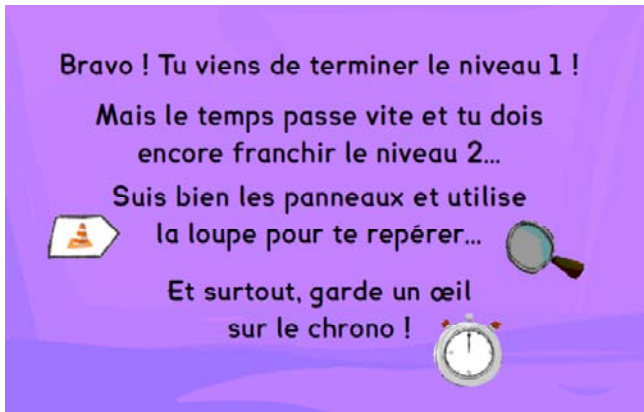 Bravo ! Tu viens de terminer le niveau 1 !
Mais le temps passe vite et tu dois
encore franchir le niveau 2...
Suis bien les panneaux et utilise
la loupe pour te repérer...
Et surtout, garde un œil
sur le chrono !